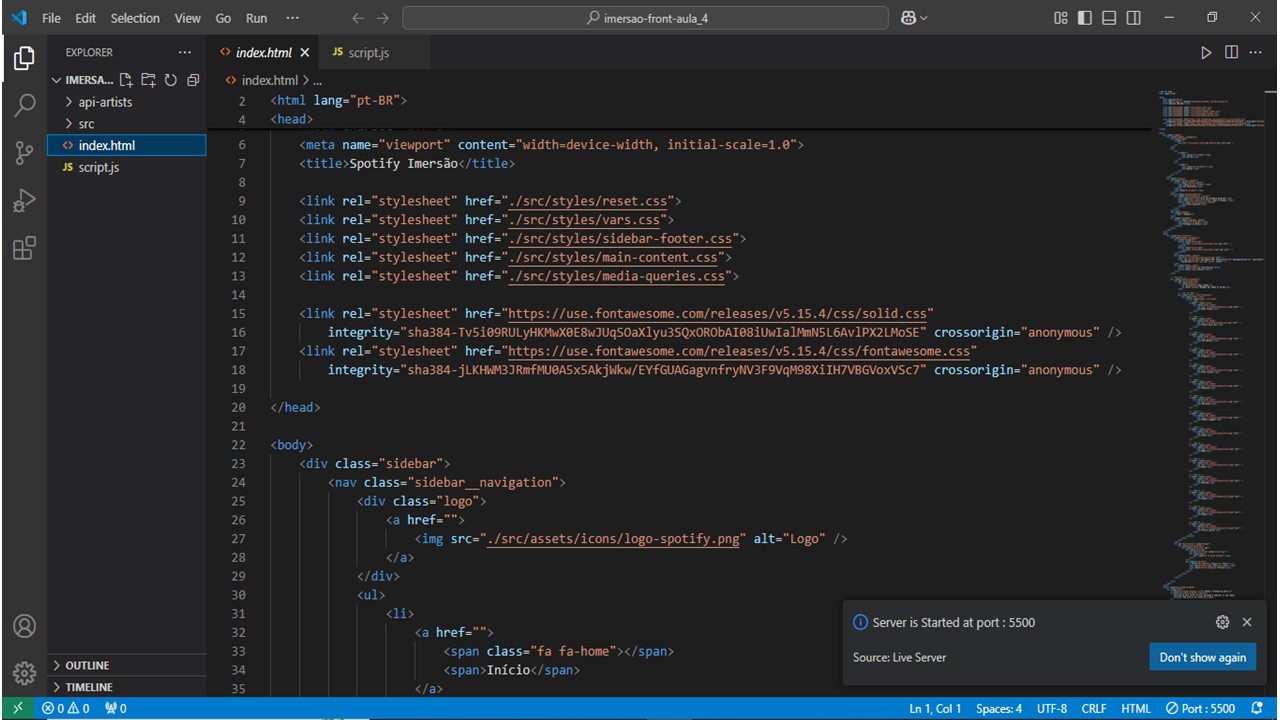 File Edit Selection View Go Run ··· imersao-front-aula_4
EXPLORER ···
IMERSA...
api-artists
src
index.html
JS script.js
OUTLINE
TIMELINE
index.html JS script.js
index.html > ...
2 <html lang="pt-BR">
4 <head>
6 <meta name="viewport" content="width=device-width, initial-scale=1.0">
7 <title>Spotify Imersão</title>
8
9 <link rel="stylesheet" href="./src/styles/reset.css">
10 <link rel="stylesheet" href="./src/styles/vars.css">
11 <link rel="stylesheet" href="./src/styles/sidebar-footer.css">
12 <link rel="stylesheet" href="./src/styles/main-content.css">
13 <link rel="stylesheet" href="./src/styles/media-queries.css">
14
15 <link rel="stylesheet" href="https://use.fontawesome.com/releases/v5.15.4/css/solid.css"
16 integrity="sha384-Tv5i09RULyHKMwX0E8wJUqSOaXlyu3SQxORObAI08iUwIalMmN5L6AvlPX2LMoSE" crossorigin="anonymous" />
17 <link rel="stylesheet" href="https://use.fontawesome.com/releases/v5.15.4/css/fontawesome.css"
18 integrity="sha384-jLKHWM3JRmfMU0A5x5AkjWkw/EYfGUAGagvnfryNV3F9VqM98XiIH7VBGVoxVSc7" crossorigin="anonymous" />
19
20 </head>
21
22 <body>
23 <div class="sidebar">
24 <nav class="sidebar__navigation">
25 <div class="logo">
26 <a href="">
27 <img src="./src/assets/icons/logo-spotify.png" alt="Logo" />
28 </a>
29 </div>
30 <ul>
31 <li>
32 <a href="">
33 <span class="fa fa-home"></span>
34 <span>Início</span>
35 </a>
Server is Started at port : 5500
Source: Live Server Don't show again
0 0 0 Ln 1, Col 1 Spaces: 4 UTF-8 CRLF HTML Port : 5500